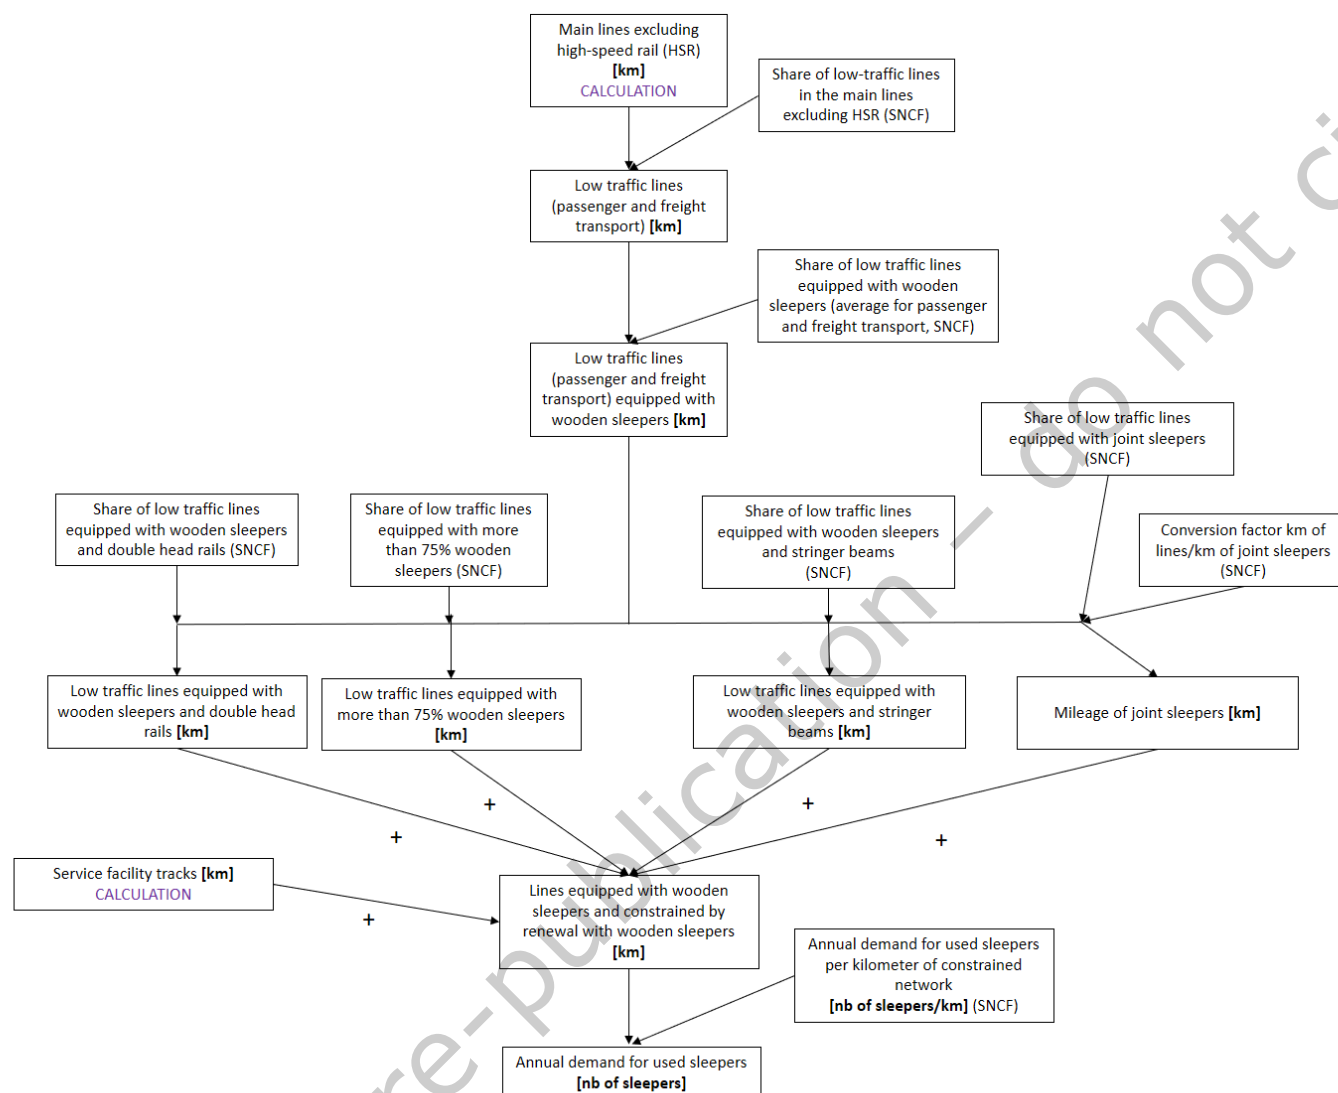 Main lines excluding
high-speed rail (HSR)
[km]
CALCULATION
Share of low-traffic lines
in the main lines
excluding HSR (SNCF)
Low traffic lines
(passenger and freight
transport) [km]
Share of low traffic lines
equipped with wooden
sleepers (average for passenger
and freight transport, SNCF)
Low traffic lines
(passenger and freight
transport) equipped with
wooden sleepers [km]
Share of low traffic lines
equipped with joint sleepers
(SNCF)
Share of low traffic lines
equipped with wooden sleepers
and double head rails (SNCF)
Share of low traffic lines
equipped with more
than 75% wooden
sleepers (SNCF)
Share of low traffic lines
equipped with wooden sleepers
and stringer beams
(SNCF)
Conversion factor km of
lines/km of joint sleepers
(SNCF)
Low traffic lines equipped with
wooden sleepers and double head
rails [km]
Low traffic lines equipped with
more than 75% wooden sleepers
[km]
Low traffic lines equipped with
wooden sleepers and stringer
beams [km]
Mileage of joint sleepers [km]
+
+
+
+
Service facility tracks [km]
CALCULATION
+
Lines equipped with wooden
sleepers and constrained by
renewal with wooden sleepers
[km]
Annual demand for used sleepers
per kilometer of constrained
network
[nb of sleepers/km] (SNCF)
Annual demand for used sleepers
[nb of sleepers]
re-publication – do not ci